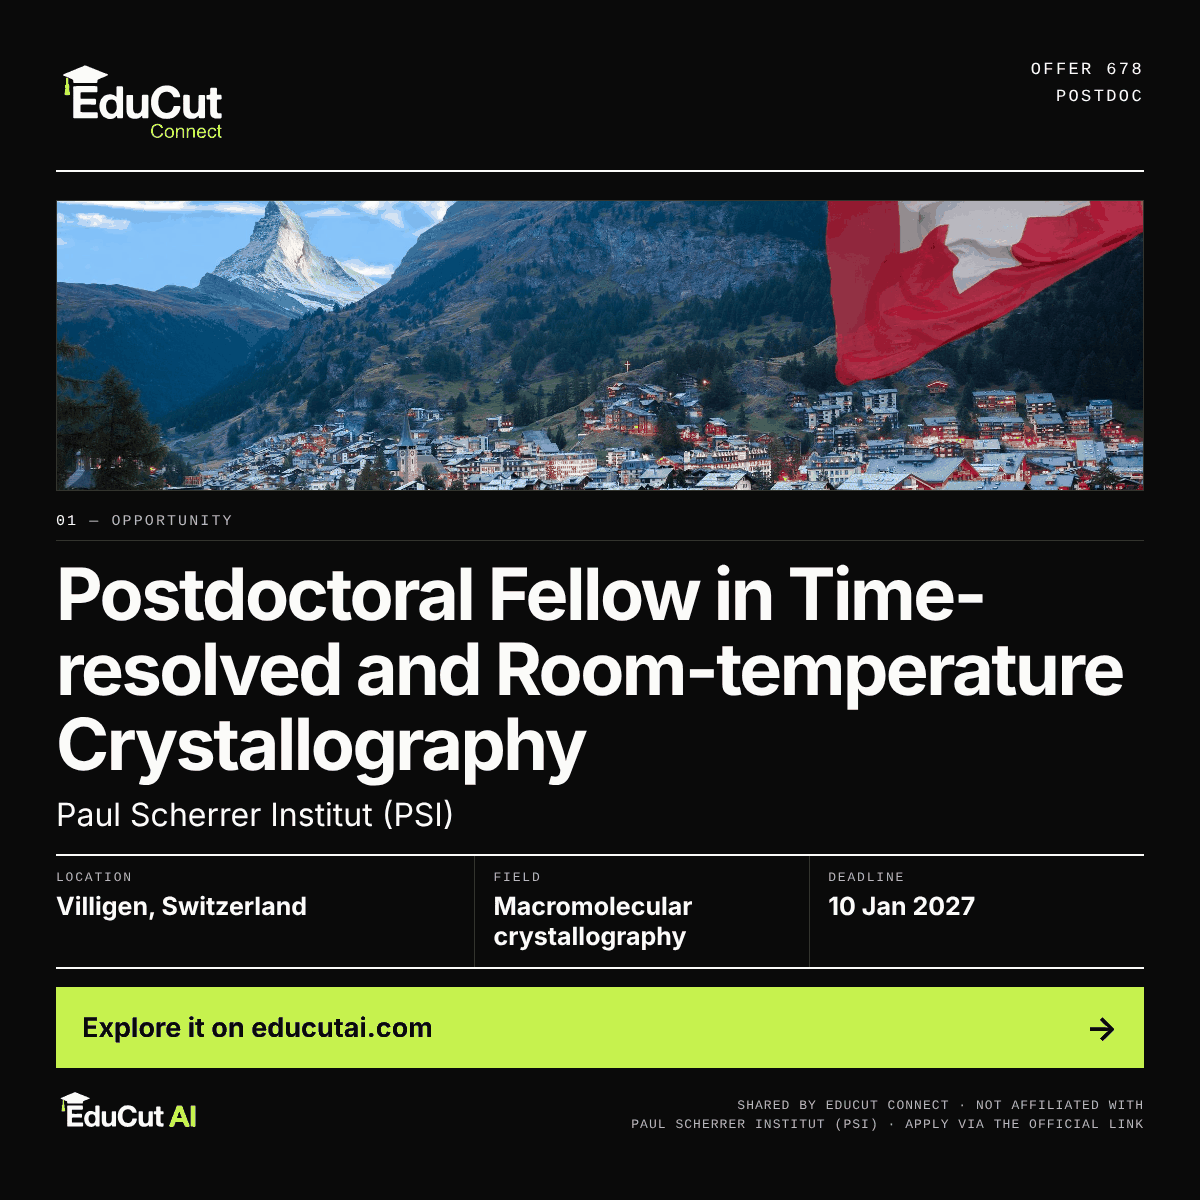 EduCut
Connect
OFFER 678
POSTDOC
01 — OPPORTUNITY
Postdoctoral Fellow in Time-
resolved and Room-temperature
Crystallography
Paul Scherrer Institut (PSI)
LOCATION
Villigen, Switzerland
FIELD
Macromolecular
crystallography
DEADLINE
10 Jan 2027
Explore it on educutai.com →
EduCut AI
SHARED BY EDUCUT CONNECT · NOT AFFILIATED WITH
PAUL SCHERRER INSTITUT (PSI) · APPLY VIA THE OFFICIAL LINK